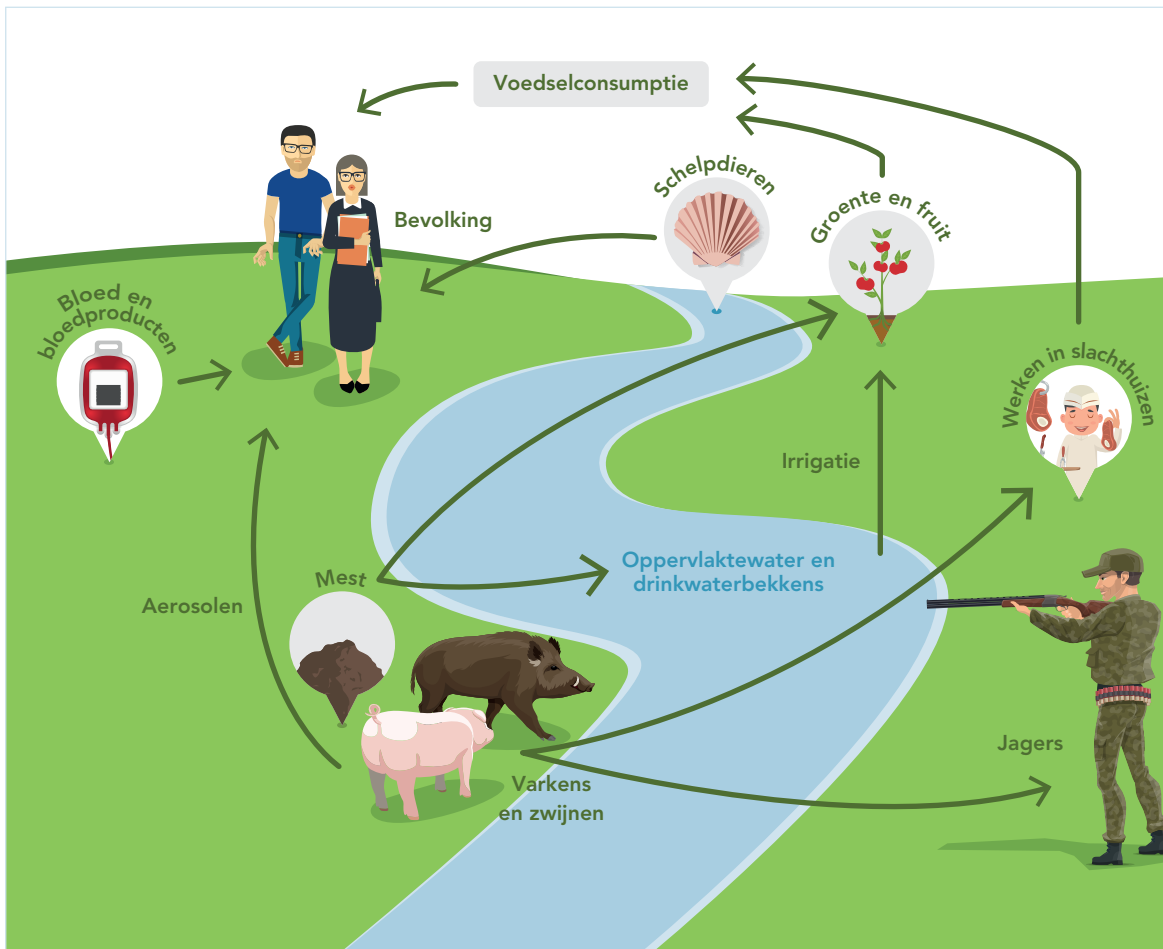 Voedselconsumptie
Schelpdieren
Groente en fruit
Bevolking
Bloed en
bloedproducten
Werken in slachthuizen
Irrigatie
Oppervlaktewater en
drinkwaterbekkens
Mest
Aerosolen
Jagers
Varkens
en zwijnen